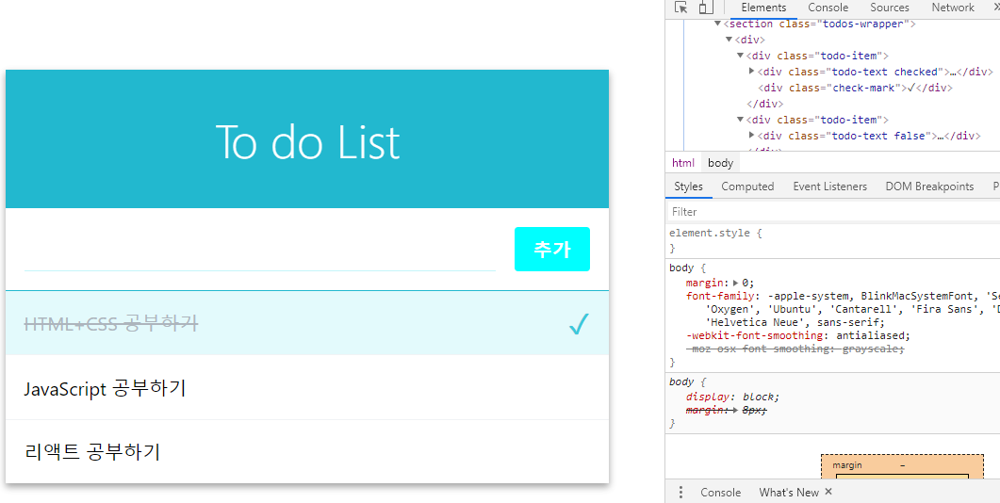 To do List
추가
HTML+CSS 공부하기
✓
JavaScript 공부하기
리액트 공부하기
Elements Console Sources Network »
<section class="todos-wrapper">
<div>
<div class="todo-item">
<div class="todo-text checked">…</div>
<div class="check-mark">✓</div>
</div>
<div class="todo-item">
<div class="todo-text false">…</div>
html body
Styles Computed Event Listeners DOM Breakpoints P
Filter
element.style {
}
body {
margin: 0;
font-family: -apple-system, BlinkMacSystemFont, 'Se
'Oxygen', 'Ubuntu', 'Cantarell', 'Fira Sans', 'D
'Helvetica Neue', sans-serif;
-webkit-font-smoothing: antialiased;
-moz-osx-font-smoothing: grayscale;
}
body {
display: block;
margin: 8px;
}
margin –
Console What's New ×